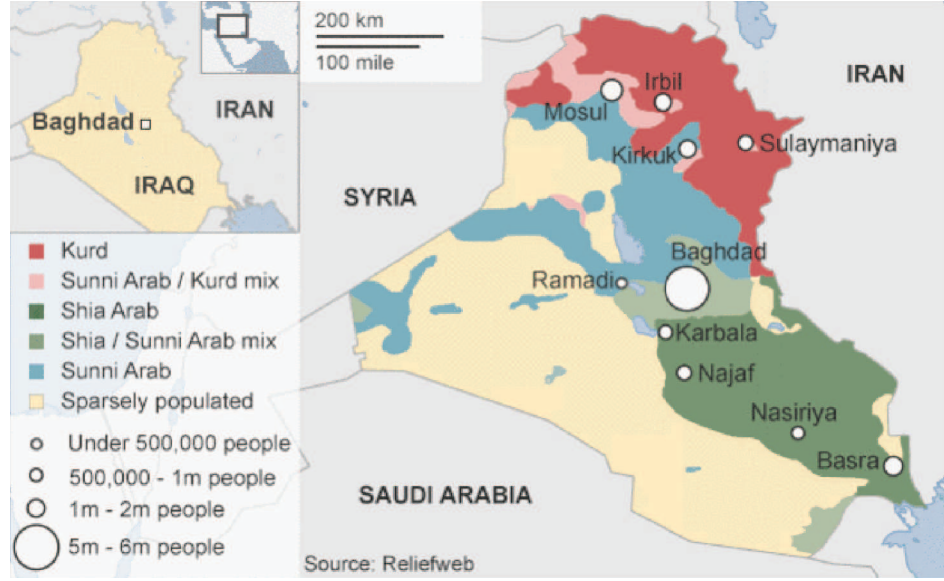 200 km
100 mile
IRAN
Baghdad
IRAQ
IRAN
Irbil
Mosul
Kirkuk
Sulaymaniya
SYRIA
Baghdad
Ramadio
Karbala
Najaf
Nasiriya
Basra
SAUDI ARABIA
Kurd
Sunni Arab / Kurd mix
Shia Arab
Shia / Sunni Arab mix
Sunni Arab
Sparsely populated
Under 500,000 people
500,000 - 1m people
1m - 2m people
5m - 6m people
Source: Reliefweb